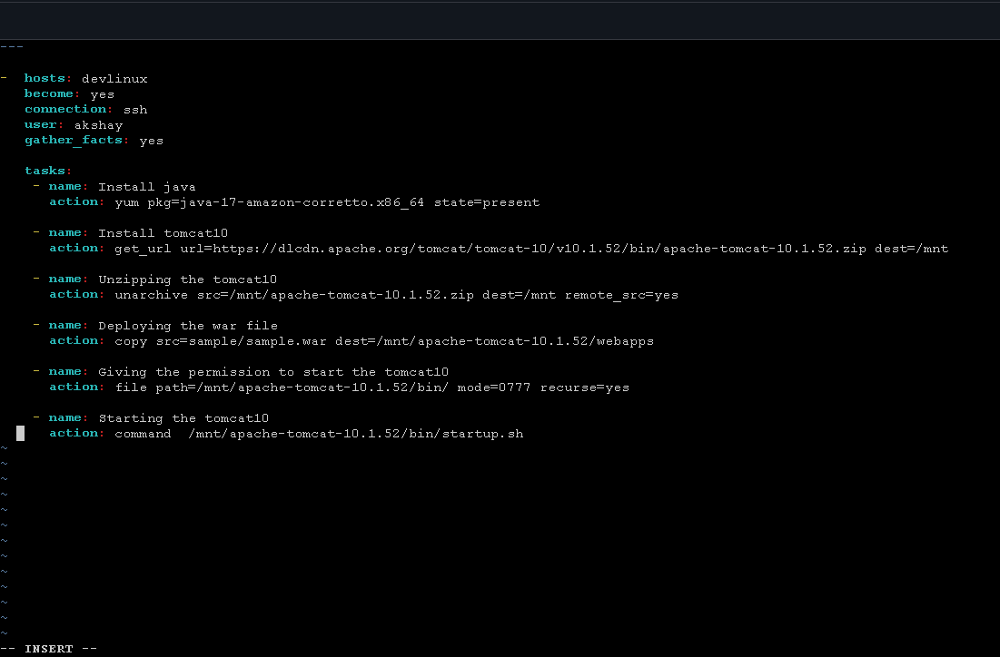 ---
-  hosts: devlinux
   become: yes
   connection: ssh
   user: akshay
   gather_facts: yes
   tasks:
    - name: Install java
      action: yum pkg=java-17-amazon-corretto.x86_64 state=present
    - name: Install tomcat10
      action: get_url url=https://dlcdn.apache.org/tomcat/tomcat-10/v10.1.52/bin/apache-tomcat-10.1.52.zip dest=/mnt
    - name: Unzipping the tomcat10
      action: unarchive src=/mnt/apache-tomcat-10.1.52.zip dest=/mnt remote_src=yes
    - name: Deploying the war file
      action: copy src=sample/sample.war dest=/mnt/apache-tomcat-10.1.52/webapps
    - name: Giving the permission to start the tomcat10
      action: file path=/mnt/apache-tomcat-10.1.52/bin/ mode=0777 recurse=yes
    - name: Starting the tomcat10
      action: command  /mnt/apache-tomcat-10.1.52/bin/startup.sh
~
~
~
~
~
~
~
~
~
~
~
~
~
-- INSERT --